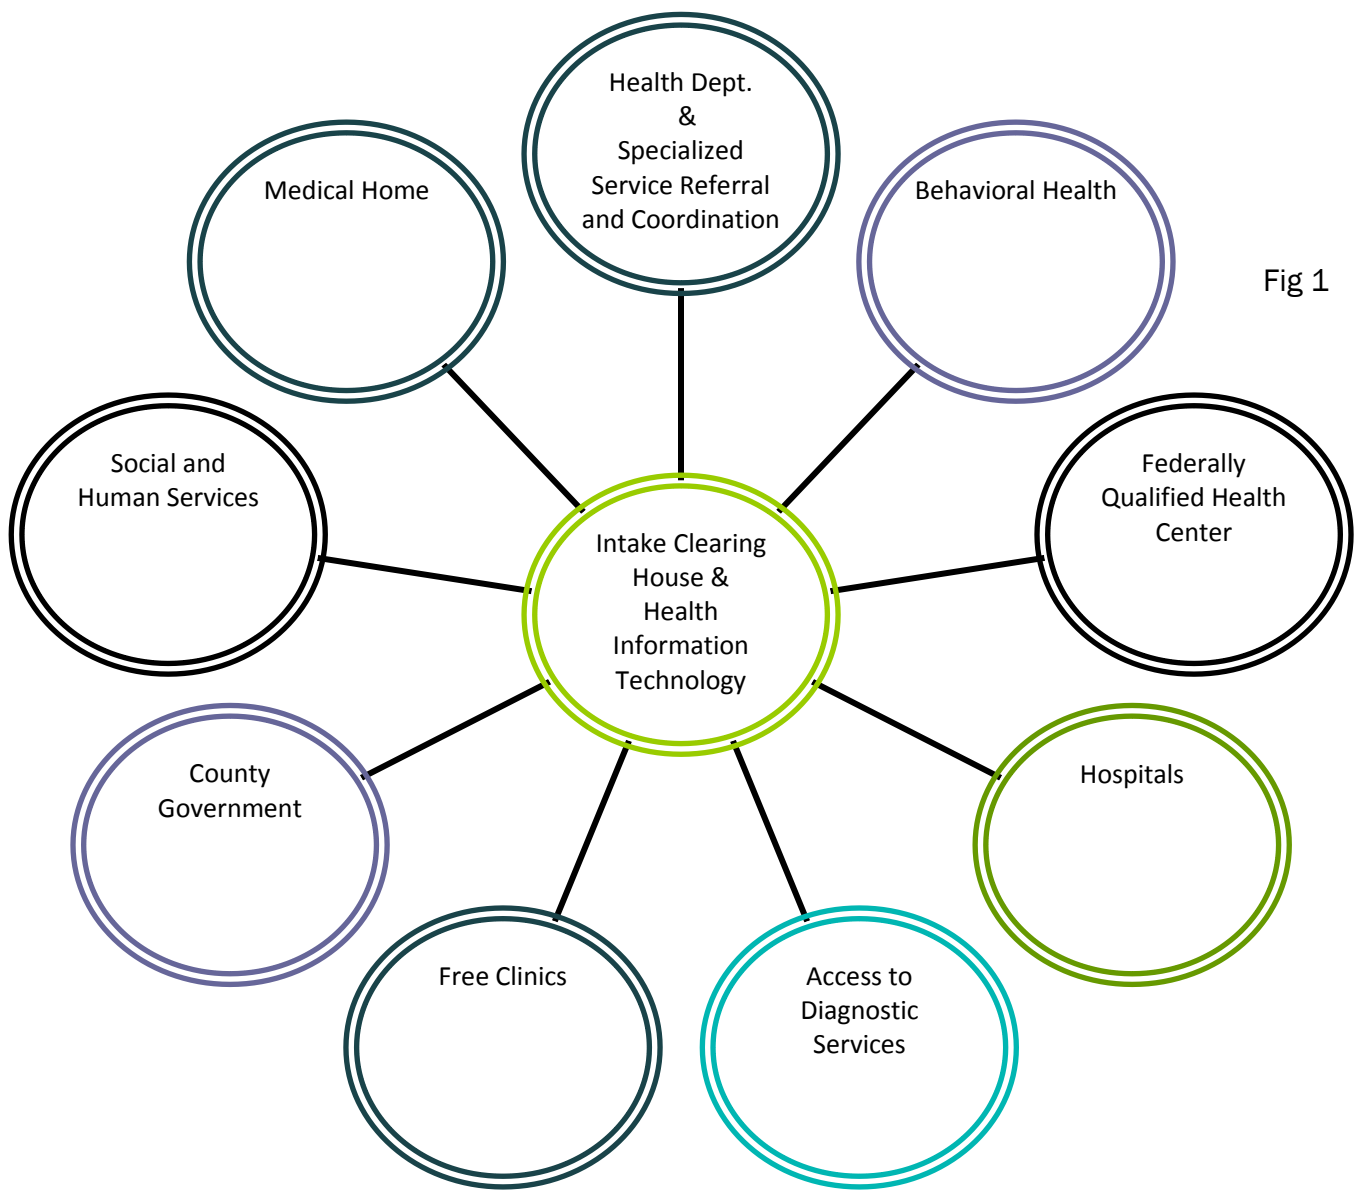 Health Dept.
&
Specialized
Service Referral
and Coordination
Medical Home
Behavioral Health
Fig 1
Social and
Human Services
Federally
Qualified Health
Center
Intake Clearing
House &
Health
Information
Technology
County
Government
Hospitals
Free Clinics
Access to
Diagnostic
Services